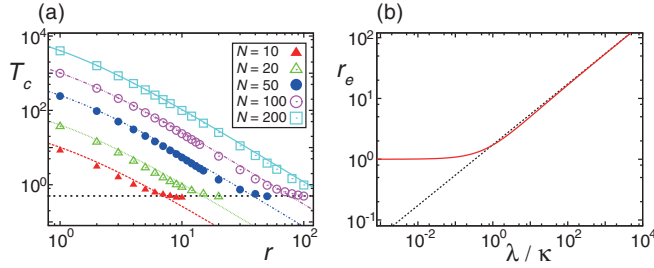 (a)
T_c
10^4
10^2
10^0
N = 10
N = 20
N = 50
N = 100
N = 200
10^0
10^1
10^2
r
(b)
r_e
10^2
10^1
10^0
10^-1
10^-2
10^0
10^2
10^4
λ / κ